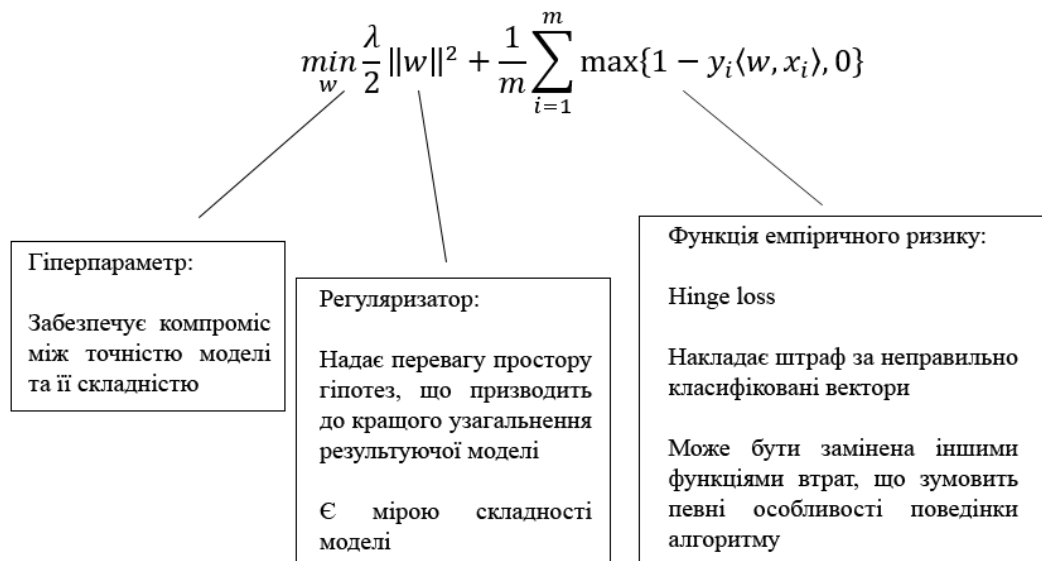 min_w λ/2 ‖w‖² + 1/m ∑_{i=1}^{m} max{1 − y_i⟨w, x_i⟩, 0}
Гіперпараметр:
Забезпечує компроміс
між точністю моделі
та її складністю
Регуляризатор:
Надає перевагу простору
гіпотез, що призводить
до кращого узагальнення
результуючої моделі
Є мірою складності
моделі
Функція емпіричного ризику:
Hinge loss
Накладає штраф за неправильно
класифіковані вектори
Може бути замінена іншими
функціями втрат, що зумовить
певні особливості поведінки
алгоритму